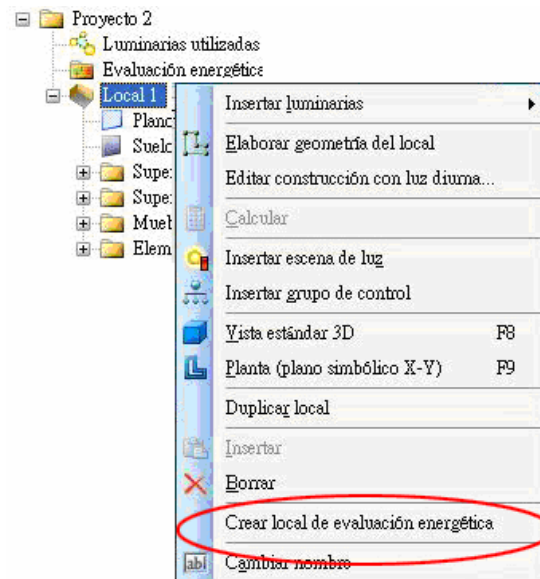 Proyecto 2
Luminarias utilizadas
Evaluación energética
Local 1
Insertar luminarias
Elaborar geometría del local
Suelo
Editar construcción con luz diurna...
Calcular
Insertar escena de luz
Insertar grupo de control
Vista estándar 3D F8
Planta (plano simbólico X-Y) F9
Duplicar local
Insertar
Borrar
Crear local de evaluación energética
abl Cambiar nombre